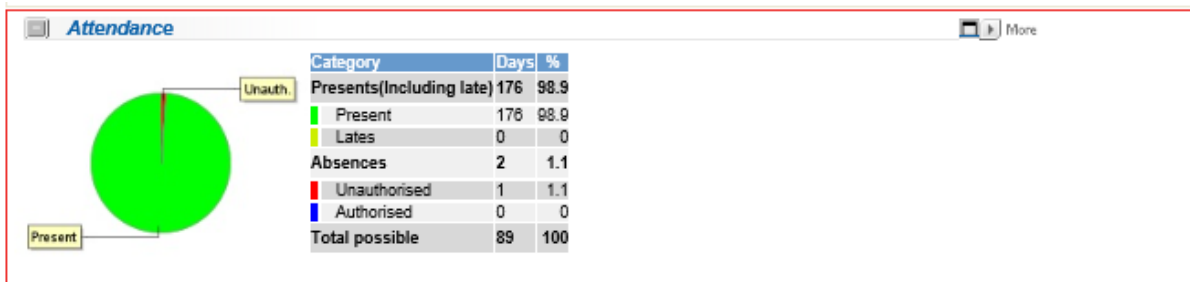 Attendance
More
Unauth.
Present
Category Days %
Presents(Including late) 176 98.9
Present 176 98.9
Lates 0 0
Absences 2 1.1
Unauthorised 1 1.1
Authorised 0 0
Total possible 89 100